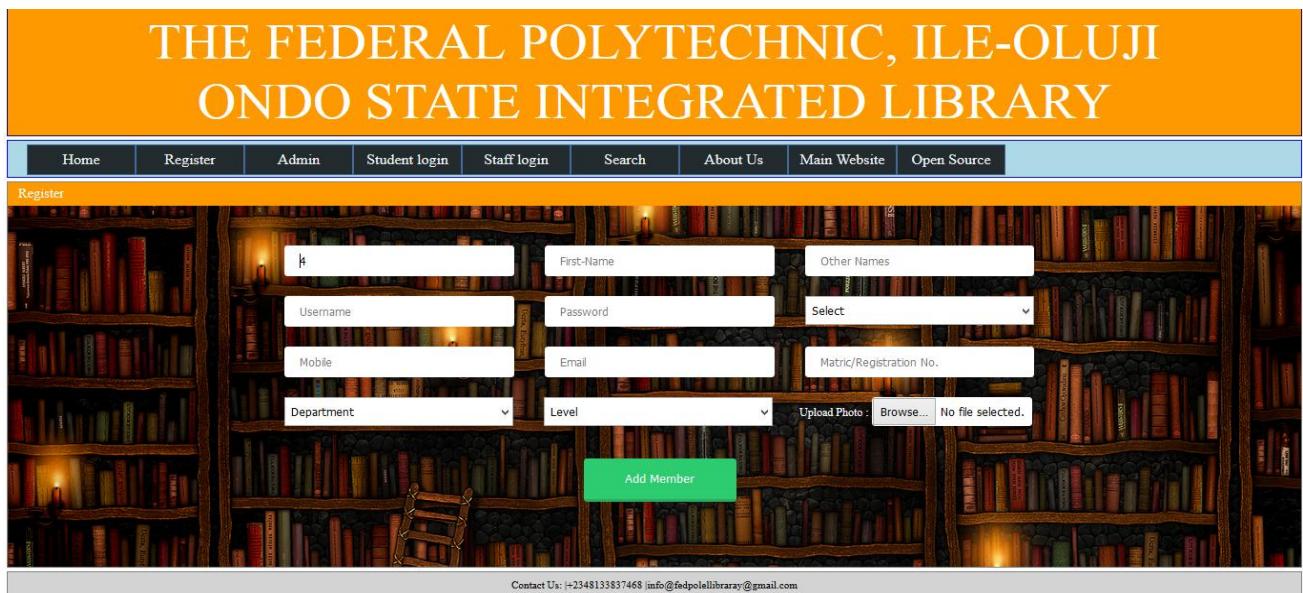 THE FEDERAL POLYTECHNIC, ILE-OLUJI
ONDO STATE INTEGRATED LIBRARY
Home Register Admin Student login Staff login Search About Us Main Website Open Source
Register
4 First-Name Other Names
Username Password Select
Mobile Email Matric/Registration No.
Department Level Upload Photo : Browse... No file selected.
Add Member
Contact Us: |+2348133837468 |info@fedpolellibraray@gmail.com